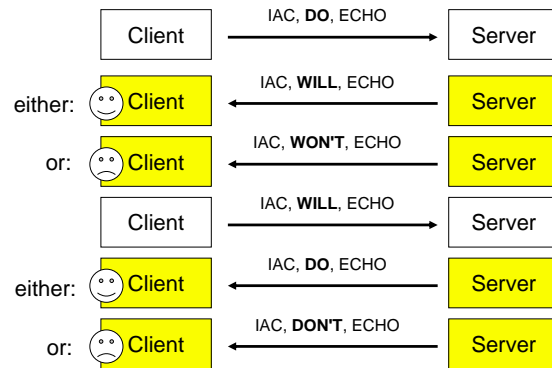 Client IAC, DO, ECHO Server
either: Client IAC, WILL, ECHO Server
or: Client IAC, WON'T, ECHO Server
Client IAC, WILL, ECHO Server
either: Client IAC, DO, ECHO Server
or: Client IAC, DON'T, ECHO Server